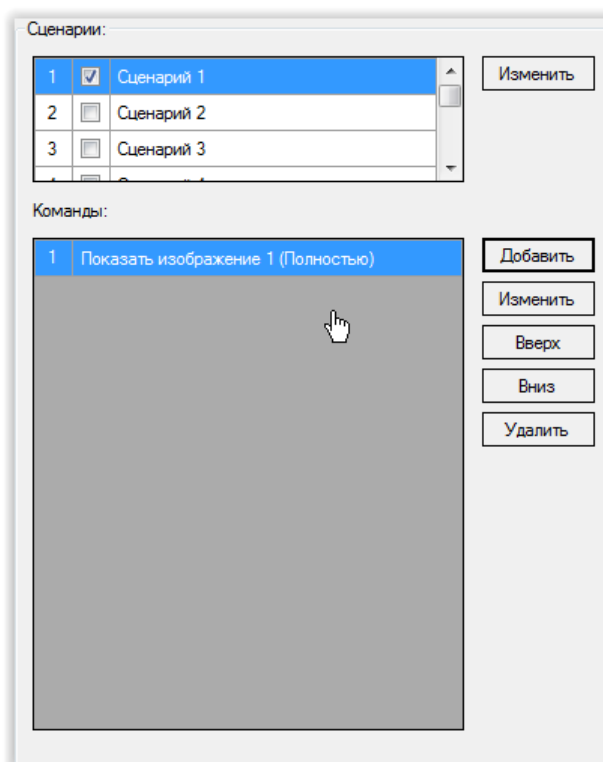 Сценарии:
1 Сценарий 1
Изменить
2 Сценарий 2
3 Сценарий 3
Команды:
1 Показать изображение 1 (Полностью)
Добавить
Изменить
Вверх
Вниз
Удалить